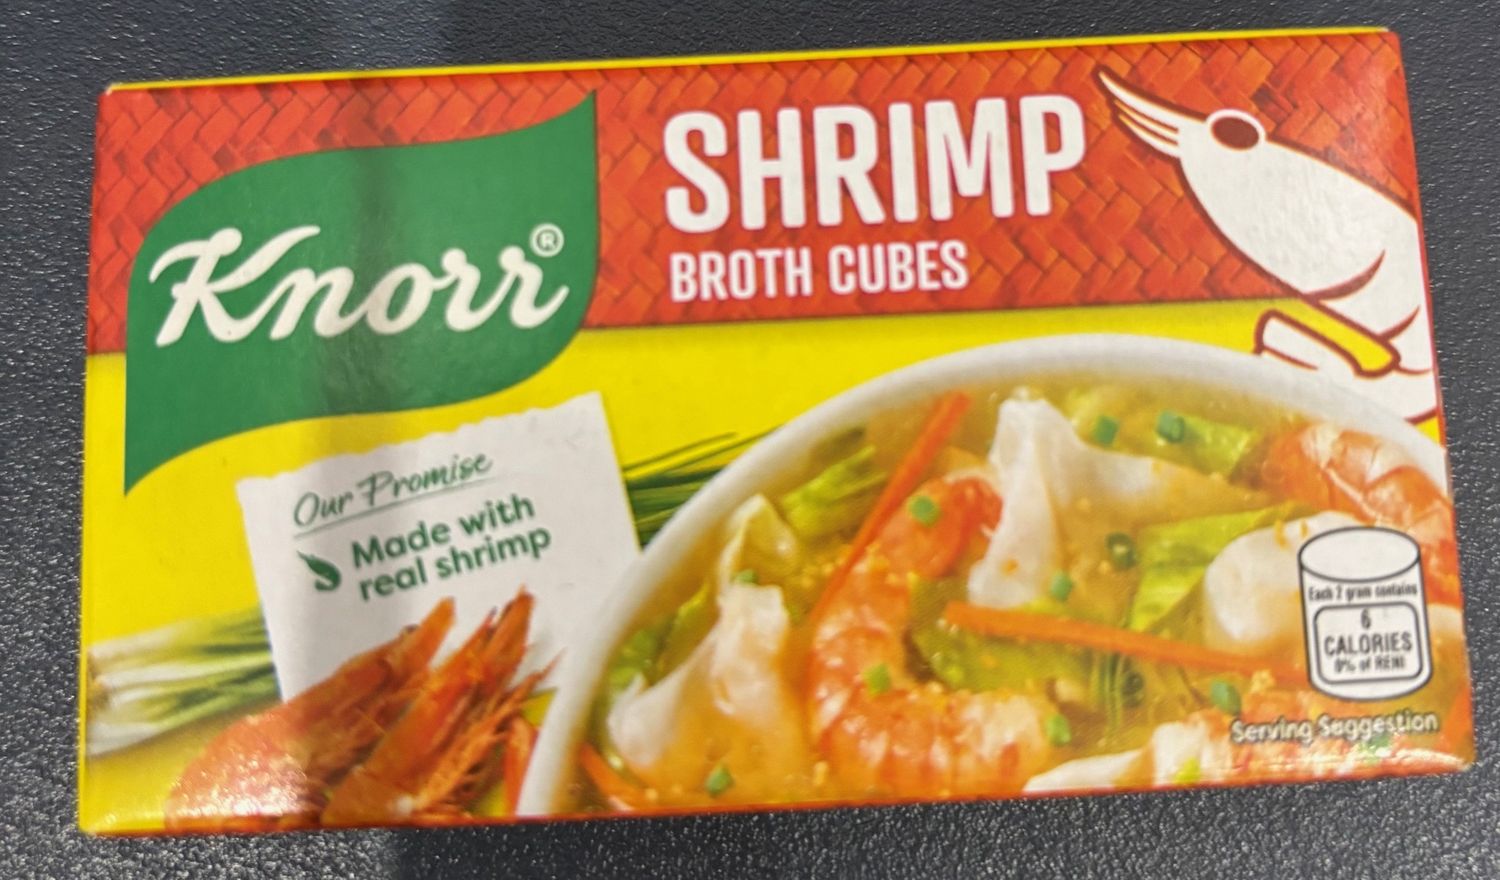 Knorr®
SHRIMP
BROTH CUBES
Our Promise
Made with
real shrimp
Each 2 gram contains
6
CALORIES
0% of RENI
Serving Suggestion